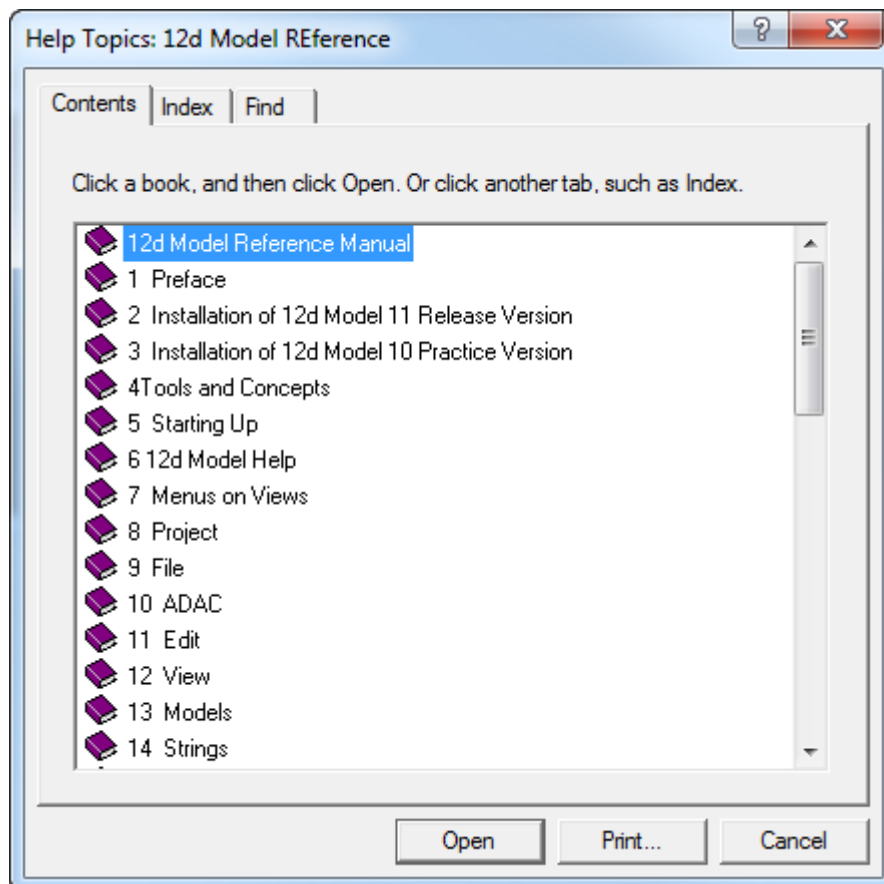 Help Topics: 12d Model REference
?
X
Contents Index Find
Click a book, and then click Open. Or click another tab, such as Index.
12d Model Reference Manual
1 Preface
2 Installation of 12d Model 11 Release Version
3 Installation of 12d Model 10 Practice Version
4Tools and Concepts
5 Starting Up
6 12d Model Help
7 Menus on Views
8 Project
9 File
10 ADAC
11 Edit
12 View
13 Models
14 Strings
Open Print... Cancel